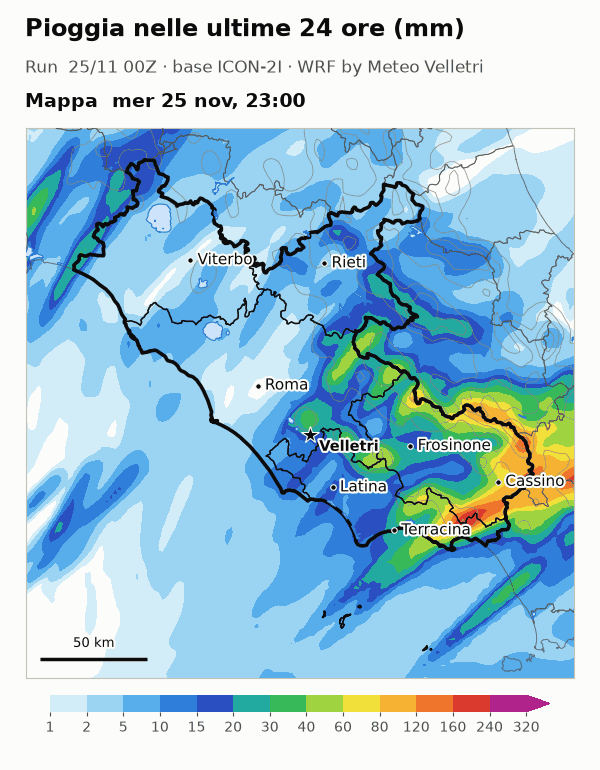 Pioggia nelle ultime 24 ore (mm)
Run  25/11 00Z · base ICON-2I · WRF by Meteo Velletri
Mappa  mer 25 nov, 23:00
Viterbo
Rieti
Roma
Velletri
Frosinone
Latina
Cassino
Terracina
50 km
1 2 5 10 15 20 30 40 60 80 120 160 240 320